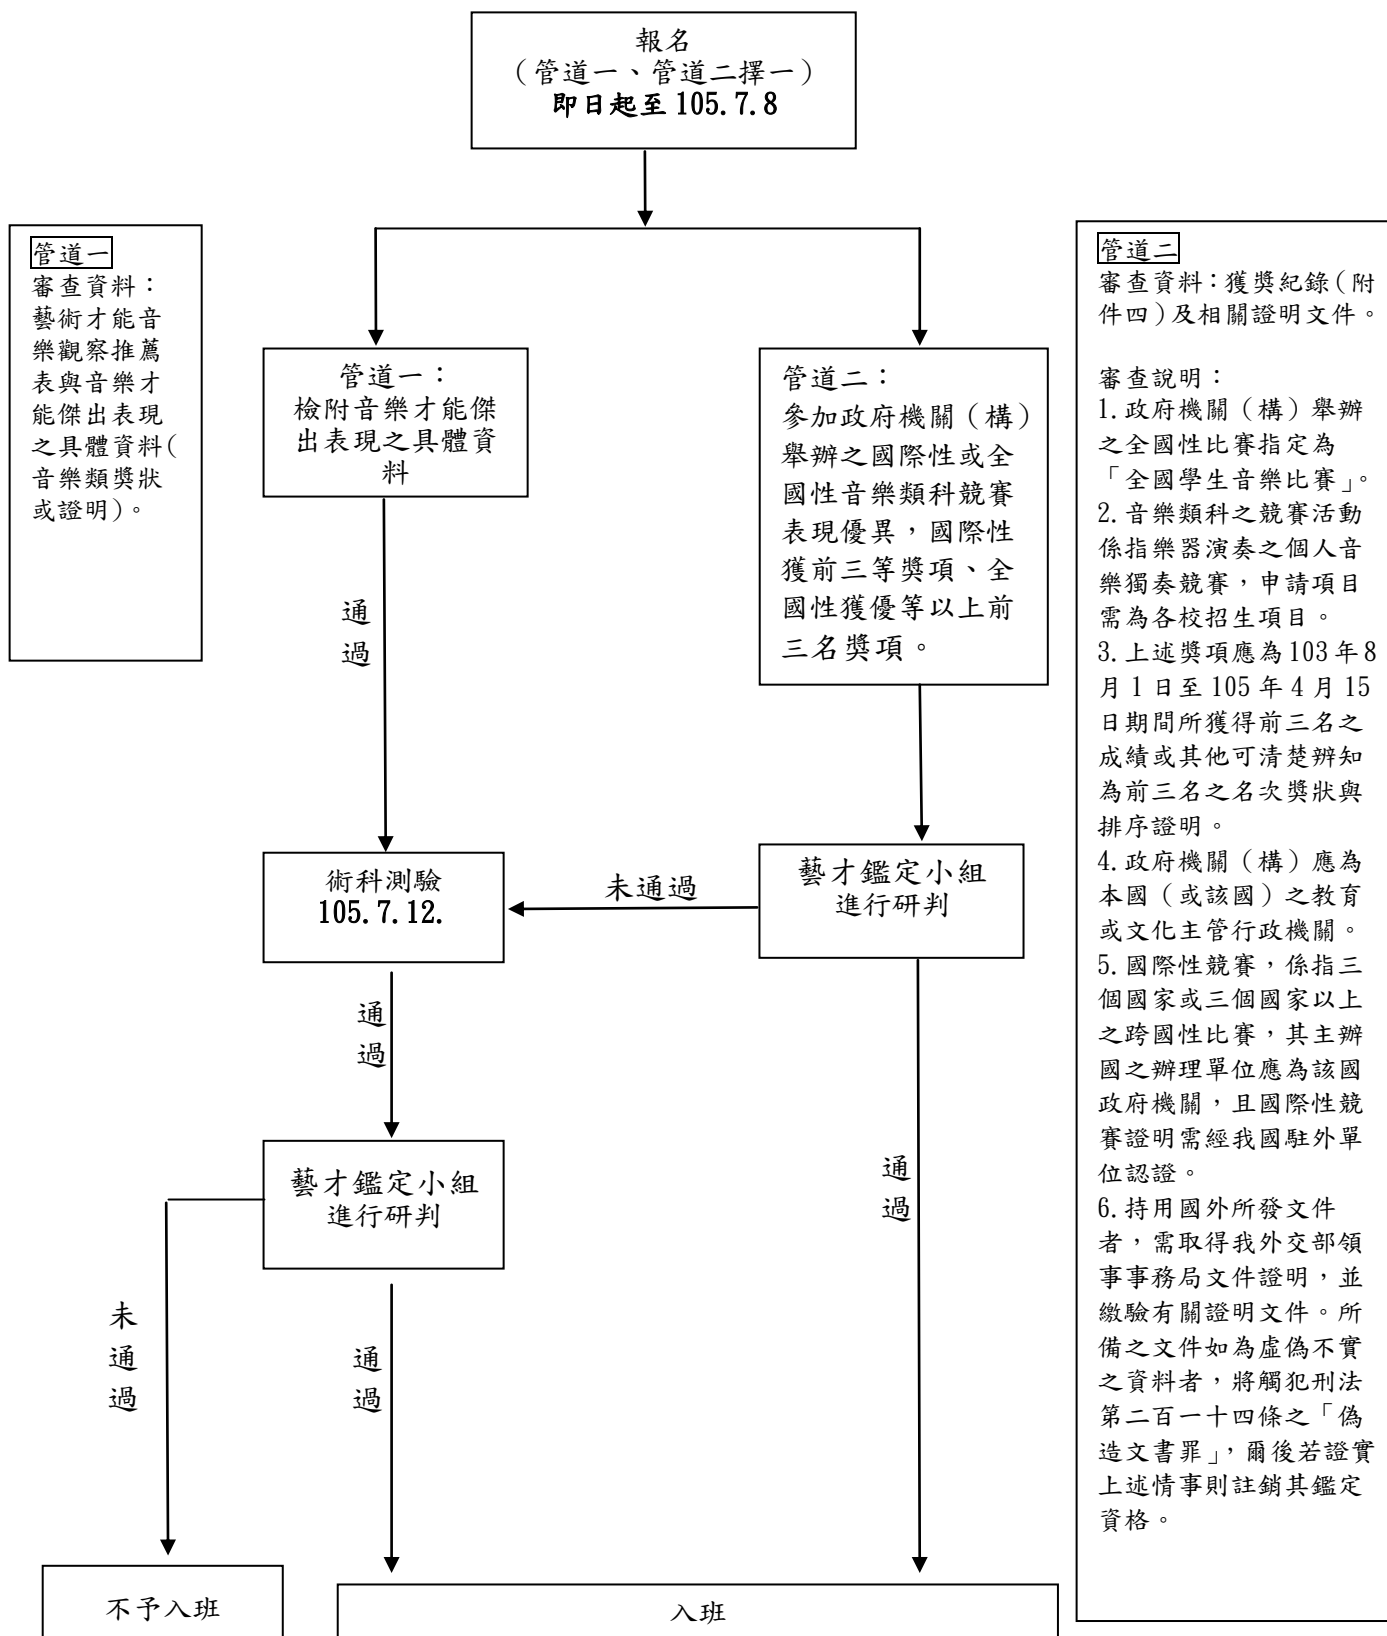 報名
（管道一、管道二擇一）
即日起至 105.7.8
管道一
審查資料：
藝術才能音
樂觀察推薦
表與音樂才
能傑出表現
之具體資料(
音樂類獎狀
或證明)。
管道一：
檢附音樂才能傑
出表現之具體資
料
管道二：
參加政府機關（構）
舉辦之國際性或全
國性音樂類科競賽
表現優異，國際性
獲前三等獎項、全
國性獲優等以上前
三名獎項。
管道二
審查資料：獲獎紀錄（附
件四）及相關證明文件。
審查說明：
1.政府機關（構）舉辦
之全國性比賽指定為
「全國學生音樂比賽」。
2.音樂類科之競賽活動
係指樂器演奏之個人音
樂獨奏競賽，申請項目
需為各校招生項目。
3.上述獎項應為 103 年 8
月 1 日至 105 年 4 月 15
日期間所獲得前三名之
成績或其他可清楚辨知
為前三名之名次獎狀與
排序證明。
4.政府機關（構）應為
本國（或該國）之教育
或文化主管行政機關。
5.國際性競賽，係指三
個國家或三個國家以上
之跨國性比賽，其主辦
國之辦理單位應為該國
政府機關，且國際性競
賽證明需經我國駐外單
位認證。
6.持用國外所發文件
者，需取得我外交部領
事事務局文件證明，並
繳驗有關證明文件。所
備之文件如為虛偽不實
之資料者，將觸犯刑法
第二百一十四條之「偽
造文書罪」，爾後若證實
上述情事則註銷其鑑定
資格。
通過
術科測驗
105.7.12.
未通過
藝才鑑定小組
進行研判
通過
藝才鑑定小組
進行研判
通過
未通過
通過
不予入班
入班